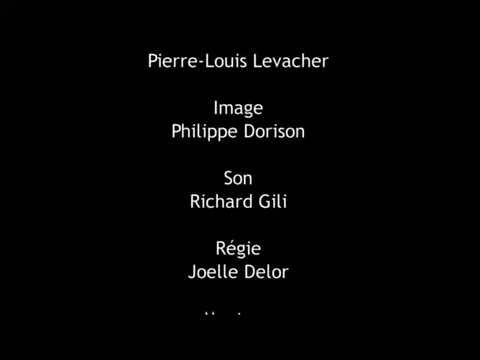 Pierre-Louis Levacher
Image
Philippe Dorison
Son
Richard Gili
Régie
Joelle Delor